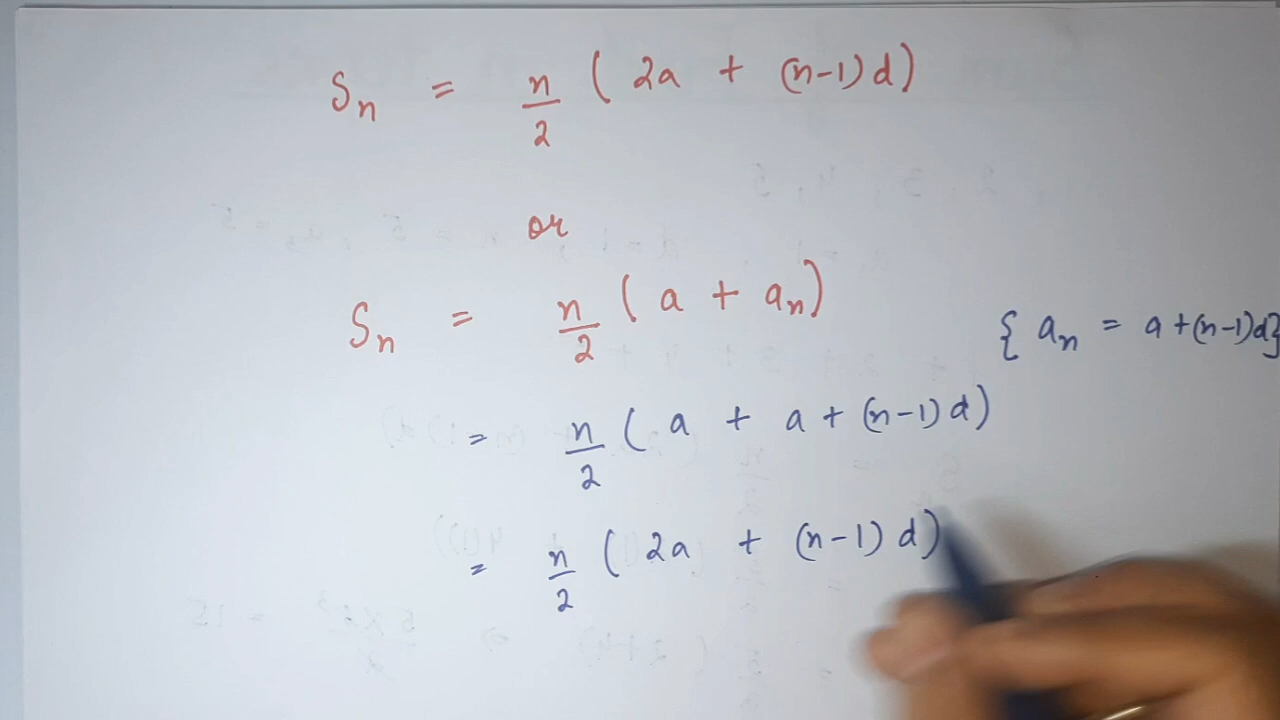 Sn = n/2 ( 2a + (n-1) d )
or
Sn = n/2 ( a + an )
{ an = a + (n-1)d }
= n/2 ( a + a + (n-1) d )
= n/2 ( 2a + (n-1) d )